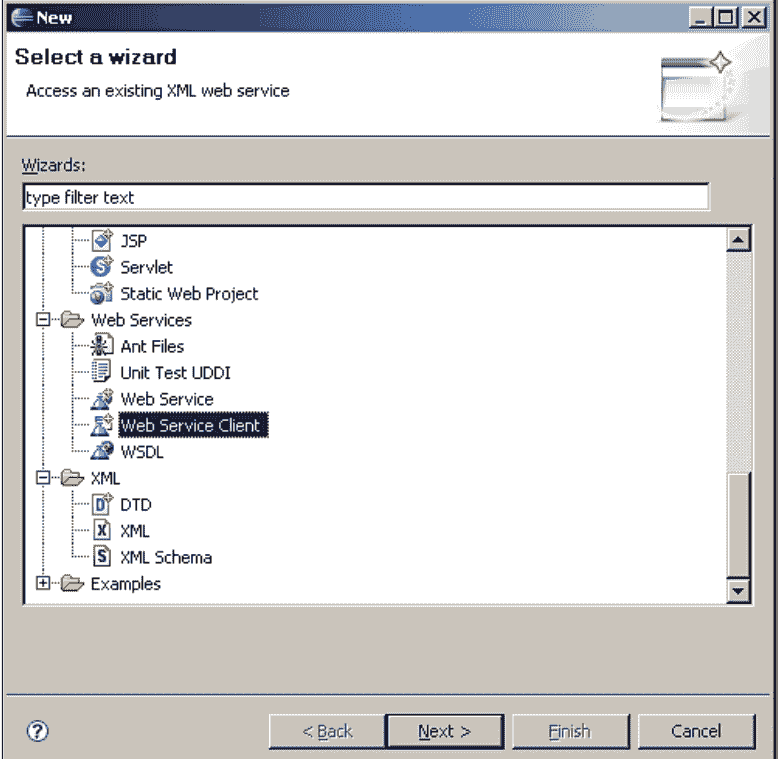 New
Select a wizard
Access an existing XML web service
Wizards:
type filter text
JSP
Servlet
Static Web Project
Web Services
Ant Files
Unit Test UDDI
Web Service
Web Service Client
WSDL
XML
DTD
XML
XML Schema
Examples
? < Back Next > Finish Cancel